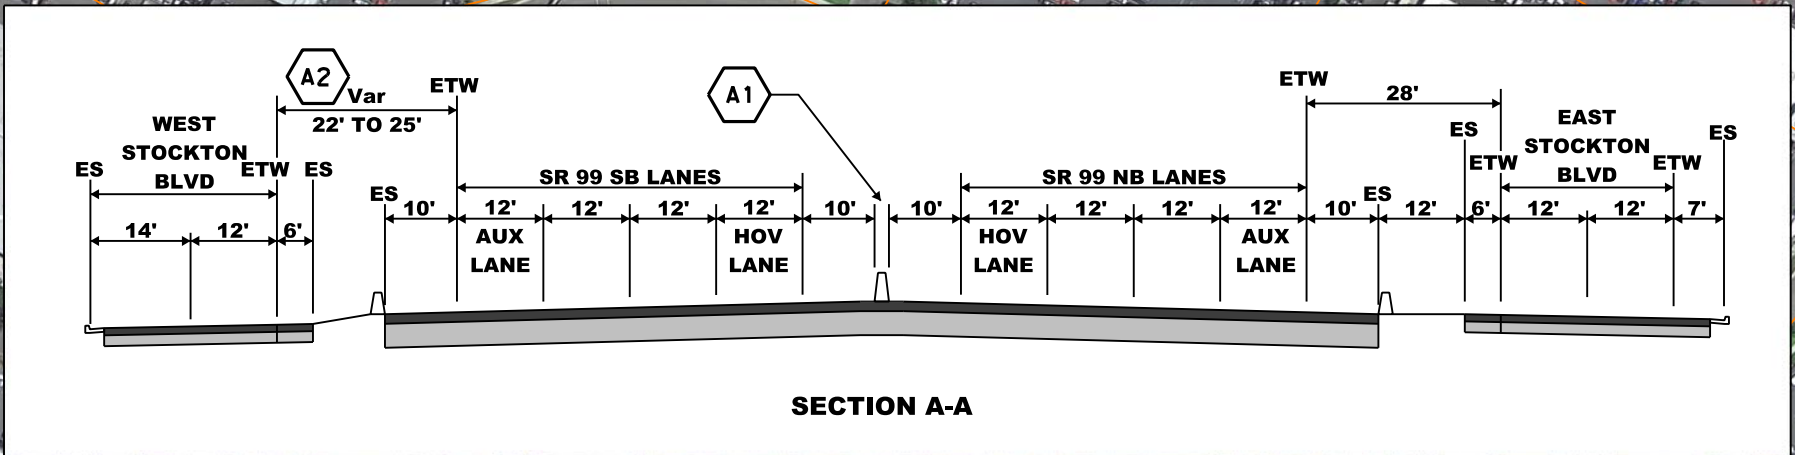 A2
Var
22' TO 25'
ETW
A1
ETW
28'
WEST
STOCKTON
BLVD
ES
ETW
ES
ES
SR 99 SB LANES
SR 99 NB LANES
ES
ES
ETW
EAST
STOCKTON
BLVD
ETW
ES
14'
12'
6'
10'
12'
12'
12'
12'
10'
10'
12'
12'
12'
12'
10'
12'
6'
12'
12'
7'
AUX
LANE
HOV
LANE
HOV
LANE
AUX
LANE
SECTION A-A